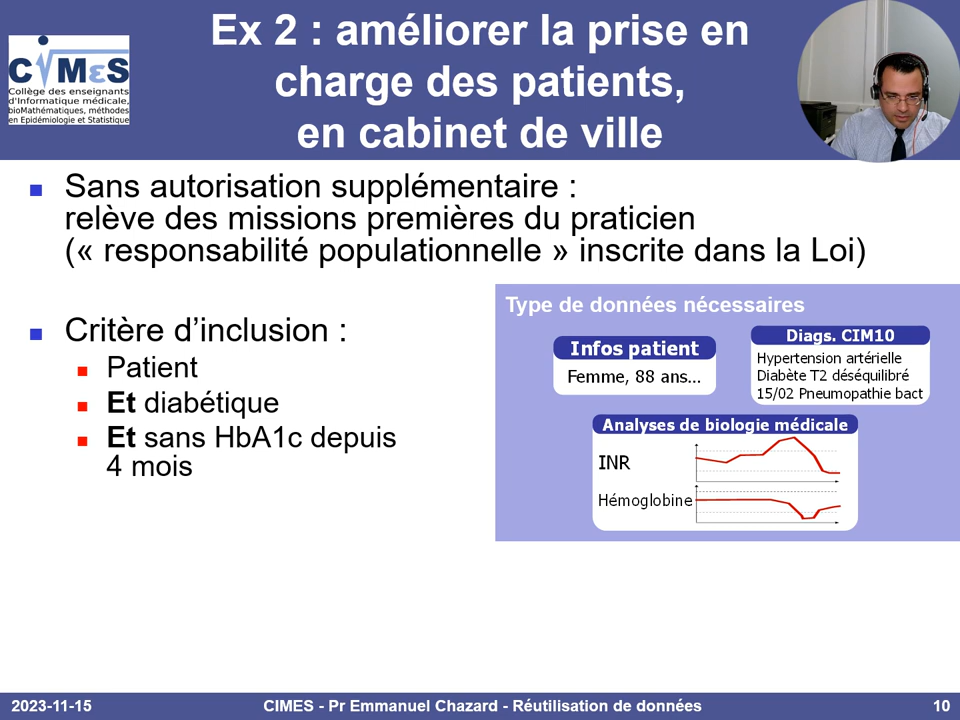 Ex 2 : améliorer la prise en
charge des patients,
en cabinet de ville
CIMεS
Collège des enseignants
d'Informatique médicale,
bioMathématiques, méthodes
en Epidémiologie et Statistique
Sans autorisation supplémentaire :
relève des missions premières du praticien
(« responsabilité populationnelle » inscrite dans la Loi)
Critère d’inclusion :
Patient
Et diabétique
Et sans HbA1c depuis
4 mois
Type de données nécessaires
Infos patient
Femme, 88 ans...
Diags. CIM10
Hypertension artérielle
Diabète T2 déséquilibré
15/02 Pneumopathie bact
Analyses de biologie médicale
INR
Hémoglobine
2023-11-15
CIMES - Pr Emmanuel Chazard - Réutilisation de données
10